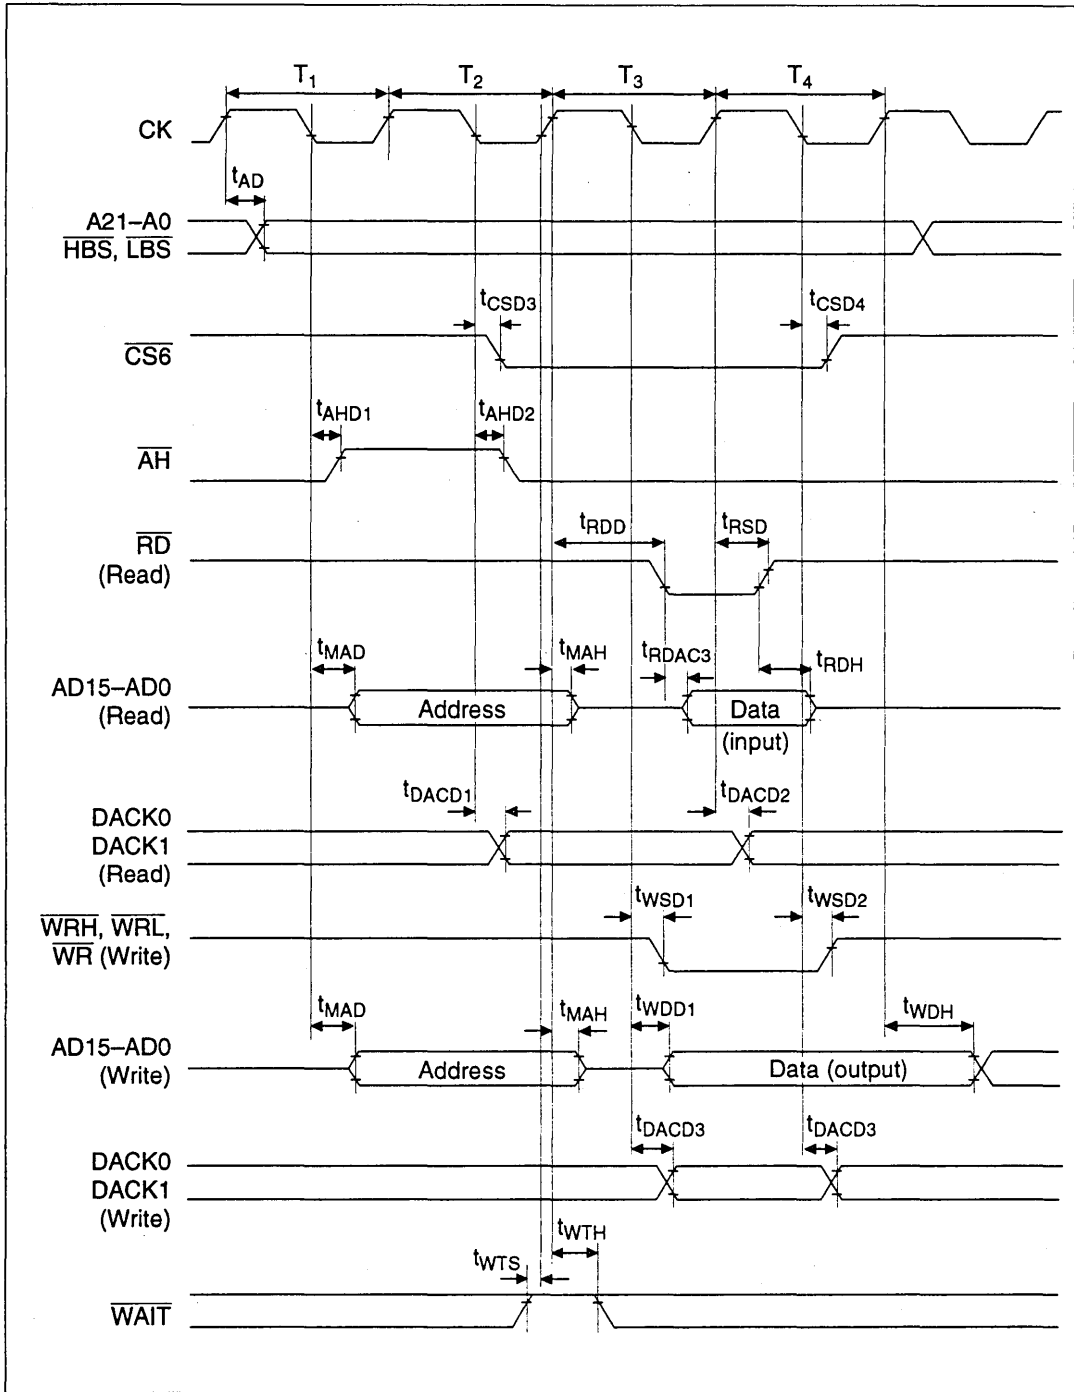 T1 T2 T3 T4
CK
tAD
A21–A0
HBS, LBS
tCSD3 tCSD4
CS6
tAHD1 tAHD2
AH
tRDD tRSD
RD
(Read)
tMAD tMAH tRDAC3 tRDH
AD15–AD0
(Read)
Address Data
(input)
tDACD1 tDACD2
DACK0
DACK1
(Read)
tWSD1 tWSD2
WRH, WRL,
WR (Write)
tMAD tMAH tWDD1 tWDH
AD15–AD0
(Write)
Address Data (output)
tDACD3 tDACD3
DACK0
DACK1
(Write)
tWTH
tWTS
WAIT